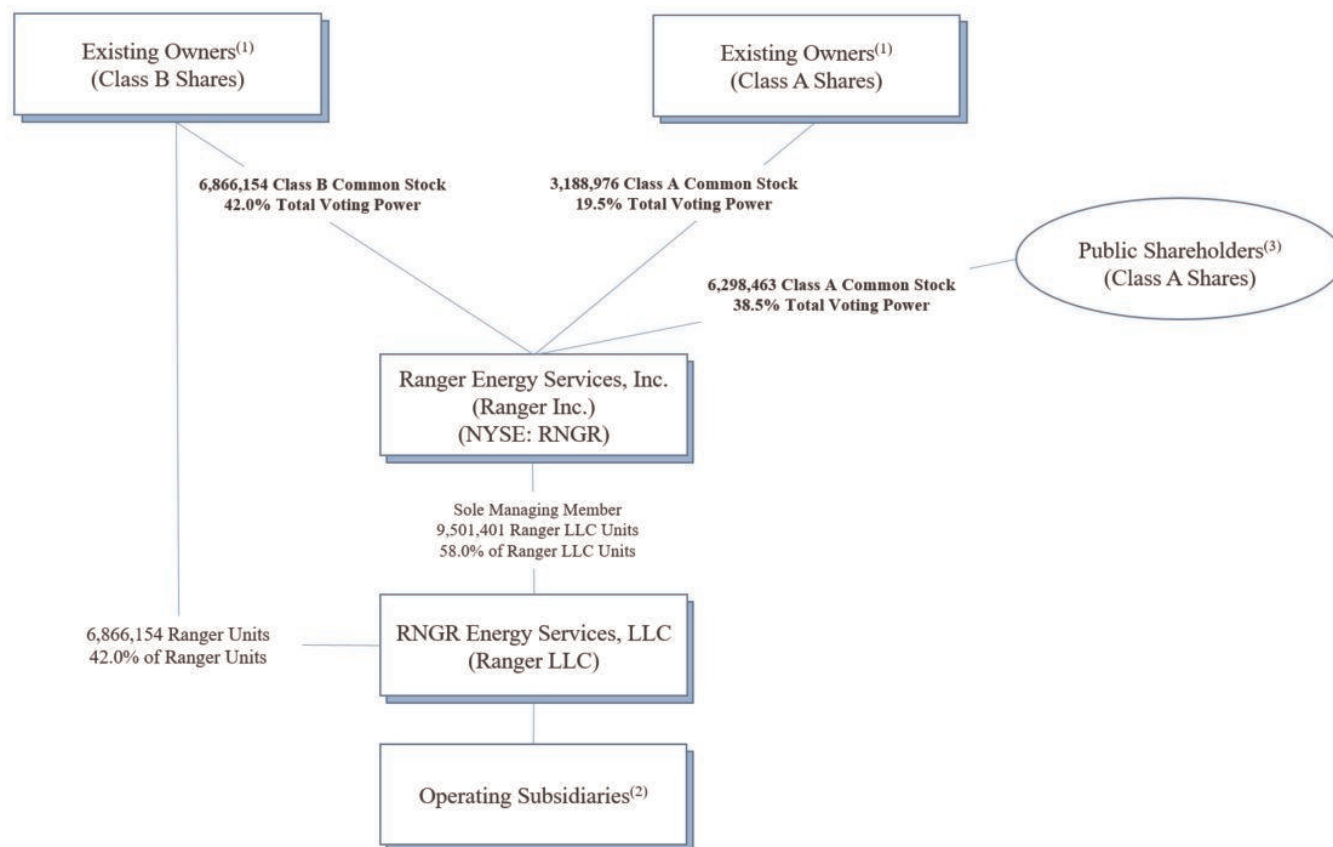 Existing Owners(1)
(Class B Shares)
Existing Owners(1)
(Class A Shares)
6,866,154 Class B Common Stock
42.0% Total Voting Power
3,188,976 Class A Common Stock
19.5% Total Voting Power
Public Shareholders(3)
(Class A Shares)
6,298,463 Class A Common Stock
38.5% Total Voting Power
Ranger Energy Services, Inc.
(Ranger Inc.)
(NYSE: RNGR)
Sole Managing Member
9,501,401 Ranger LLC Units
58.0% of Ranger LLC Units
6,866,154 Ranger Units
42.0% of Ranger Units
RNGR Energy Services, LLC
(Ranger LLC)
Operating Subsidiaries(2)